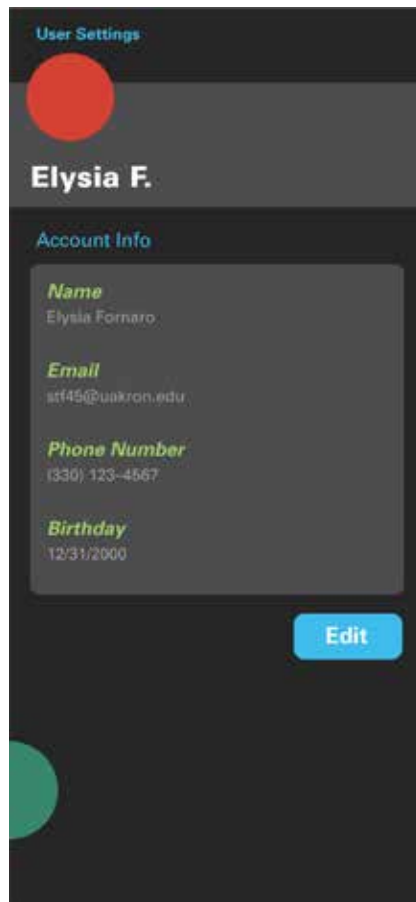 User Settings
Elysia F.
Account Info
Name
Elysia Fornaro
Email
stf45@uakron.edu
Phone Number
(330) 123-4567
Birthday
12/31/2000
Edit